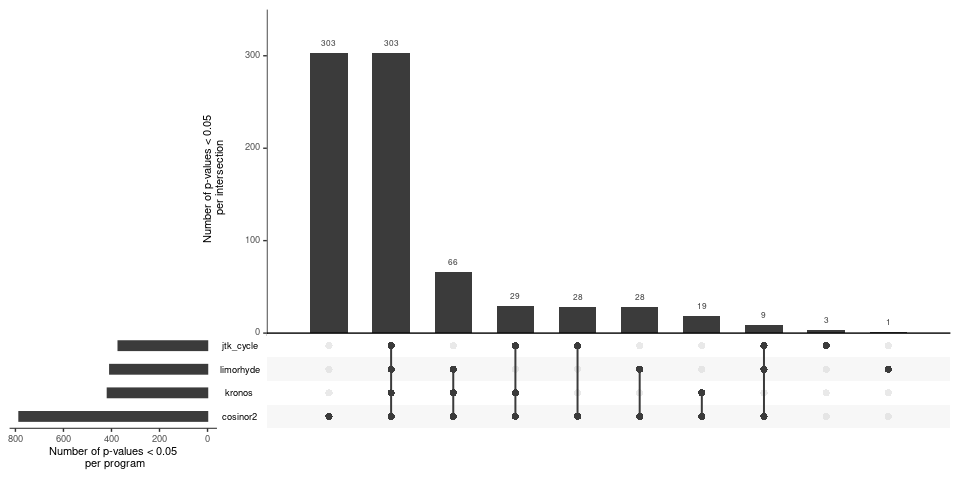 Number of p-values < 0.05
per intersection
300
200
100
0
303
303
66
29
28
28
19
9
3
1
jtk_cycle
limorhyde
kronos
cosinor2
800
600
400
200
0
Number of p-values < 0.05
per program